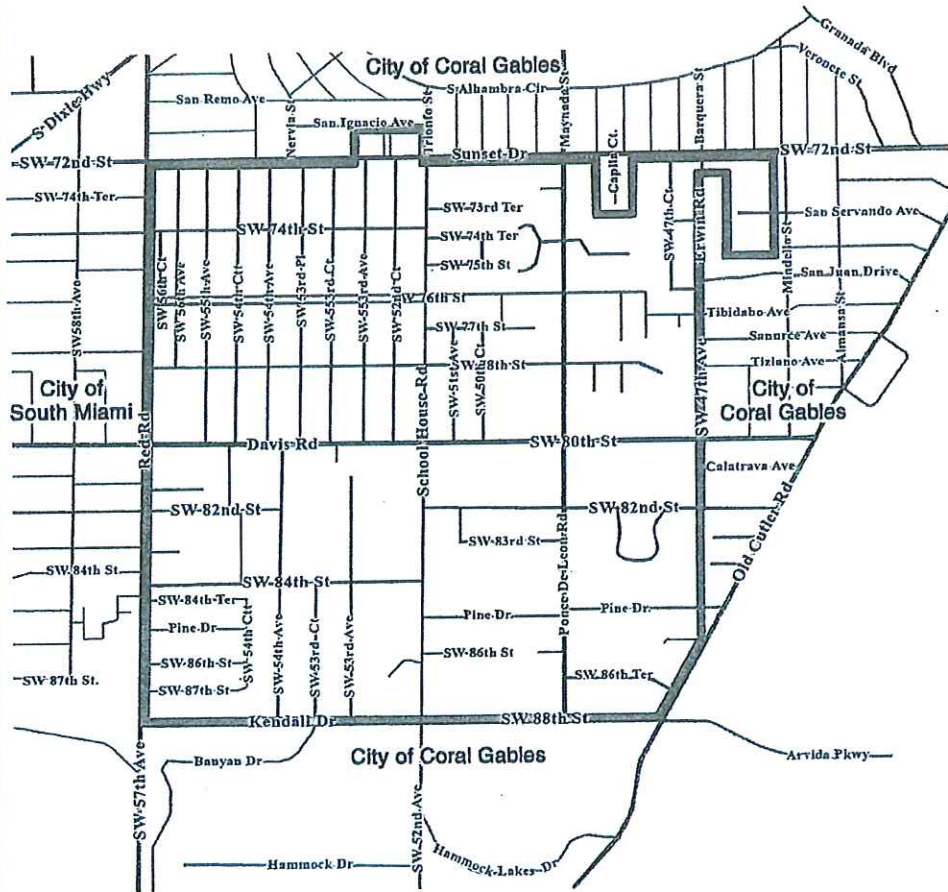 Granada Blvd
Veronese St
City of Coral Gables
S Dixie Hwy
San Remo Ave
Nervia St
San Ignacio Ave
Trionfo St
S Alhambra Cir
Maynada St
Barquera St
SW 72nd St
Sunset Dr
Caplin Ct.
SW 72nd St
SW 74th Ter.
SW 73rd Ter
SW 47th Ct
Erwin Rd
San Servando Ave
SW 74th St
SW 74th Ter
SW 75th St
Mindello St
San Juan Drive
SW 58th Ave
SW 56th Ct
SW 56th Ave
SW 55th Ave
SW 54th Ctt
SW 54th Ave
SW 53rd Pl
SW 553rd Ct
SW 553rd Ave
SW 52nd Ct
SW 76th St
Tibidabo Ave
Almansa St
SW 77th St
Sanurce Ave
SW 78th St
Tiziano Ave
SW 51st Ave
SW 50th Ct
City of
South Miami
SW 47th Ave
City of
Coral Gables
Red Rd
Davis Rd
School House Rd
SW 80th St
Calatrava Ave
SW 82nd St
SW 82nd St
SW 83rd St
Ponce De Leon Rd
Old Cutler Rd
SW 84th St
SW 84th St
SW 84th Ter
Pine Dr
SW 54th Ctt
SW 54th Ave
SW 53rd Ct
SW 53rd Ave
Pine Dr.
Pine Dr.
SW 86th St
SW 86th St
SW 86th Ter
SW 87th St.
SW 87th St
Kendall Dr
SW 88th St
SW 57th Ave
Banyan Dr
City of Coral Gables
Arvida Pkwy
SW 52nd Ave
Hammock Dr
Hammock Lakes Dr